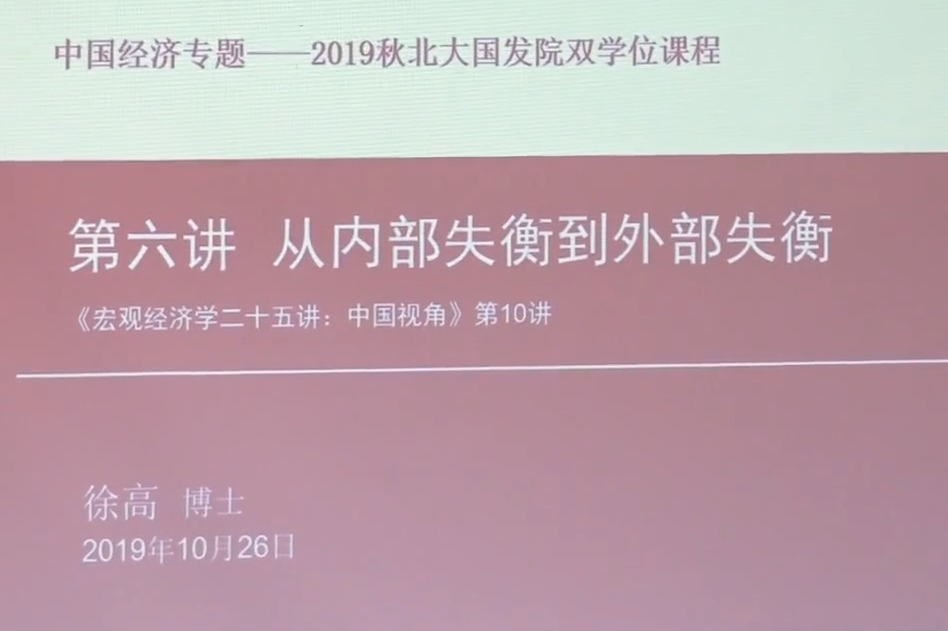 中国经济专题——2019秋北大国发院双学位课程
第六讲 从内部失衡到外部失衡
《宏观经济学二十五讲：中国视角》第10讲
徐高 博士
2019年10月26日